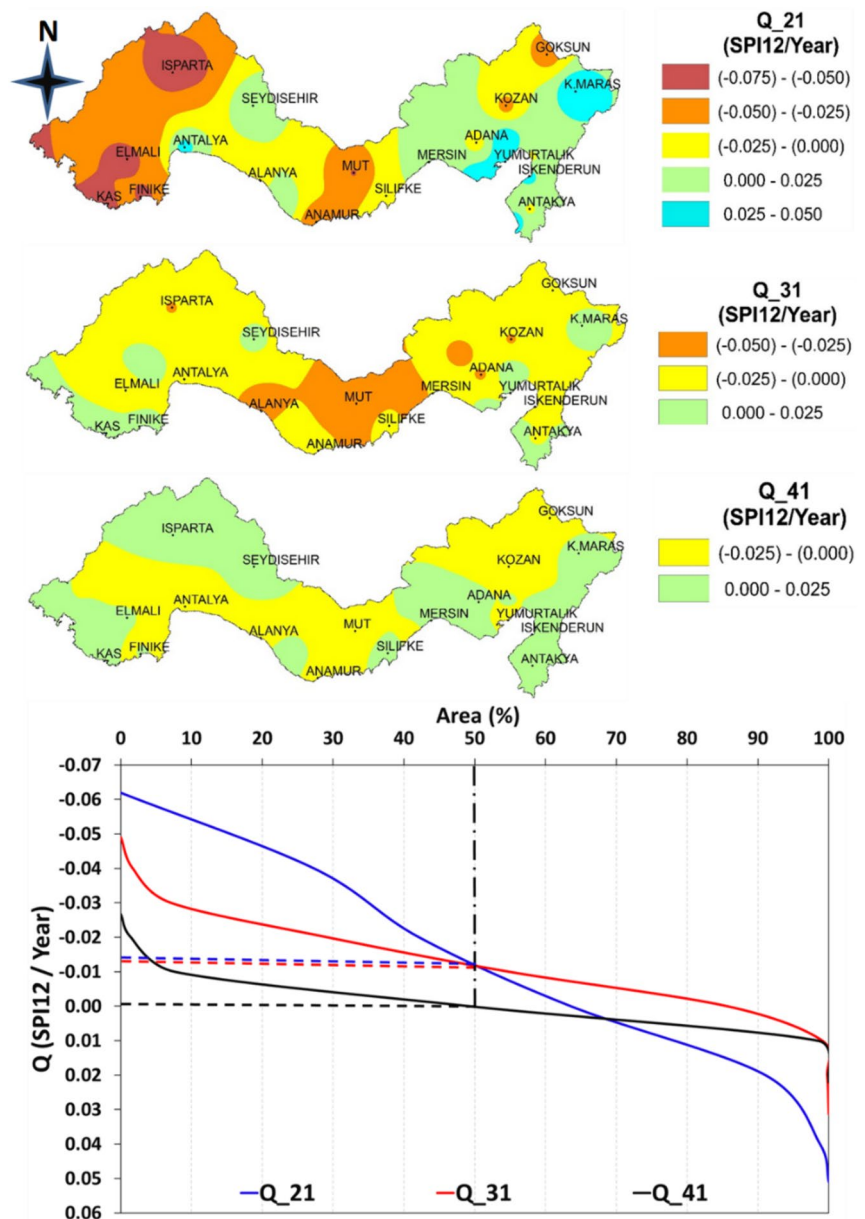 N
ISPARTA
SEYDISEHIR
ANTALYA
ELMALI
KAS
FINIKE
ALANYA
MUT
ANAMUR
SILIFKE
MERSIN
ADANA
KOZAN
GOKSUN
K.MARAS
YUMURTALIK
ISKENDERUN
ANTAKYA
Q_21
(SPI12/Year)
(-0.075) - (-0.050)
(-0.050) - (-0.025)
(-0.025) - (0.000)
0.000 - 0.025
0.025 - 0.050
ISPARTA
SEYDISEHIR
ANTALYA
ELMALI
KAS
FINIKE
ALANYA
MUT
ANAMUR
SILIFKE
MERSIN
ADANA
KOZAN
GOKSUN
K.MARAS
YUMURTALIK
ISKENDERUN
ANTAKYA
Q_31
(SPI12/Year)
(-0.050) - (-0.025)
(-0.025) - (0.000)
0.000 - 0.025
ISPARTA
SEYDISEHIR
ANTALYA
ELMALI
KAS
FINIKE
ALANYA
MUT
ANAMUR
SILIFKE
MERSIN
ADANA
KOZAN
GOKSUN
K.MARAS
YUMURTALIK
ISKENDERUN
ANTAKYA
Q_41
(SPI12/Year)
(-0.025) - (0.000)
0.000 - 0.025
Area (%)
0 10 20 30 40 50 60 70 80 90 100
Q (SPI12 / Year)
-0.07
-0.06
-0.05
-0.04
-0.03
-0.02
-0.01
0.00
0.01
0.02
0.03
0.04
0.05
0.06
Q_21 Q_31 Q_41